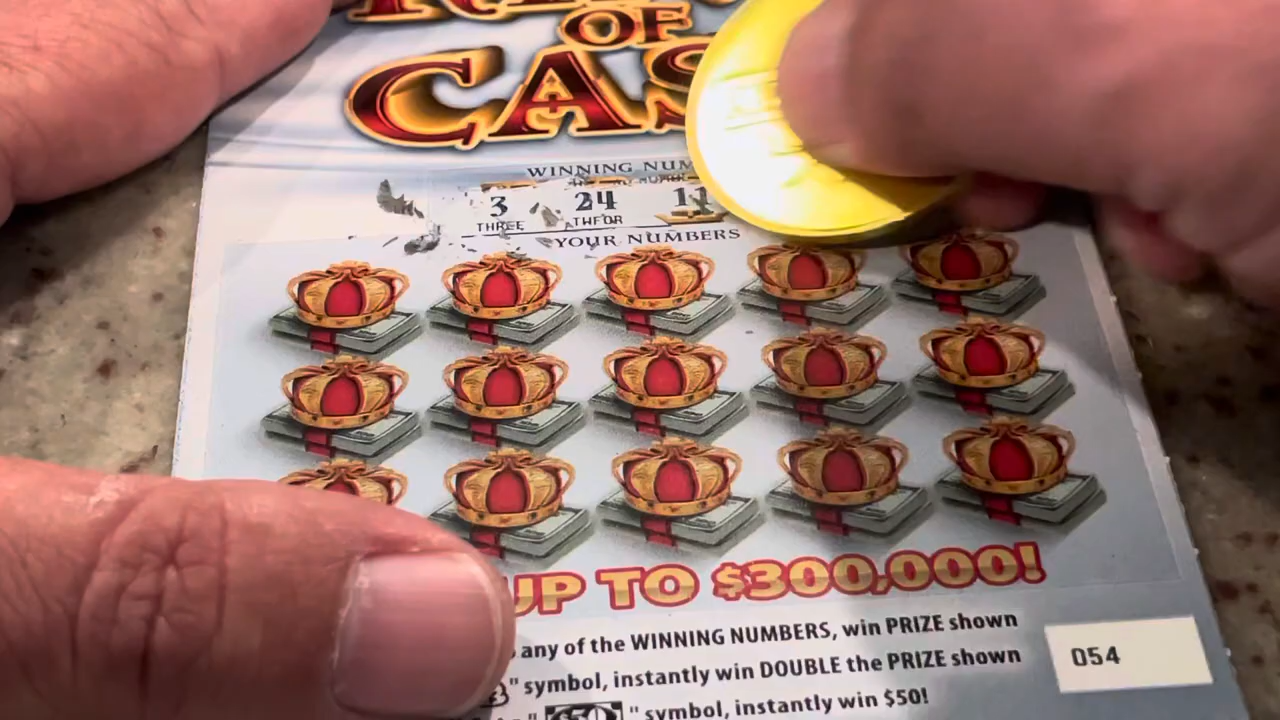 OF
CAS
WINNING NUM
3 24 11
THREE TWFOR
YOUR NUMBERS
UP TO $300,000!
any of the WINNING NUMBERS, win PRIZE shown
" symbol, instantly win DOUBLE the PRIZE shown
" $50 " symbol, instantly win $50!
054